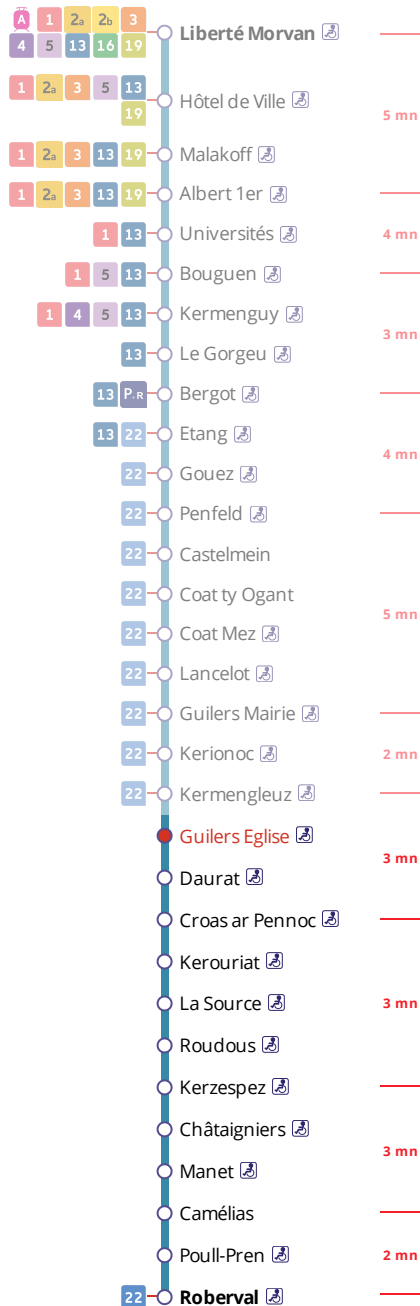 A 1 2a 2b 3
4 5 13 16 19
Liberté Morvan
1 2a 3 5 13
19
Hôtel de Ville
5 mn
1 2a 3 13 19 Malakoff
1 2a 3 13 19 Albert 1er
1 13 Universités
4 mn
1 5 13 Bouguen
1 4 5 13 Kermenguy
3 mn
13 Le Gorgeu
13 P+R Bergot
13 22 Etang
4 mn
22 Gouez
22 Penfeld
22 Castelmein
22 Coat ty Ogant
5 mn
22 Coat Mez
22 Lancelot
22 Guilers Mairie
22 Kerionoc
2 mn
22 Kermengleuz
Guilers Eglise
3 mn
Daurat
Croas ar Pennoc
Kerouriat
La Source
3 mn
Roudous
Kerzespez
Châtaigniers
3 mn
Manet
Camélias
Poull-Pren
2 mn
22 Roberval